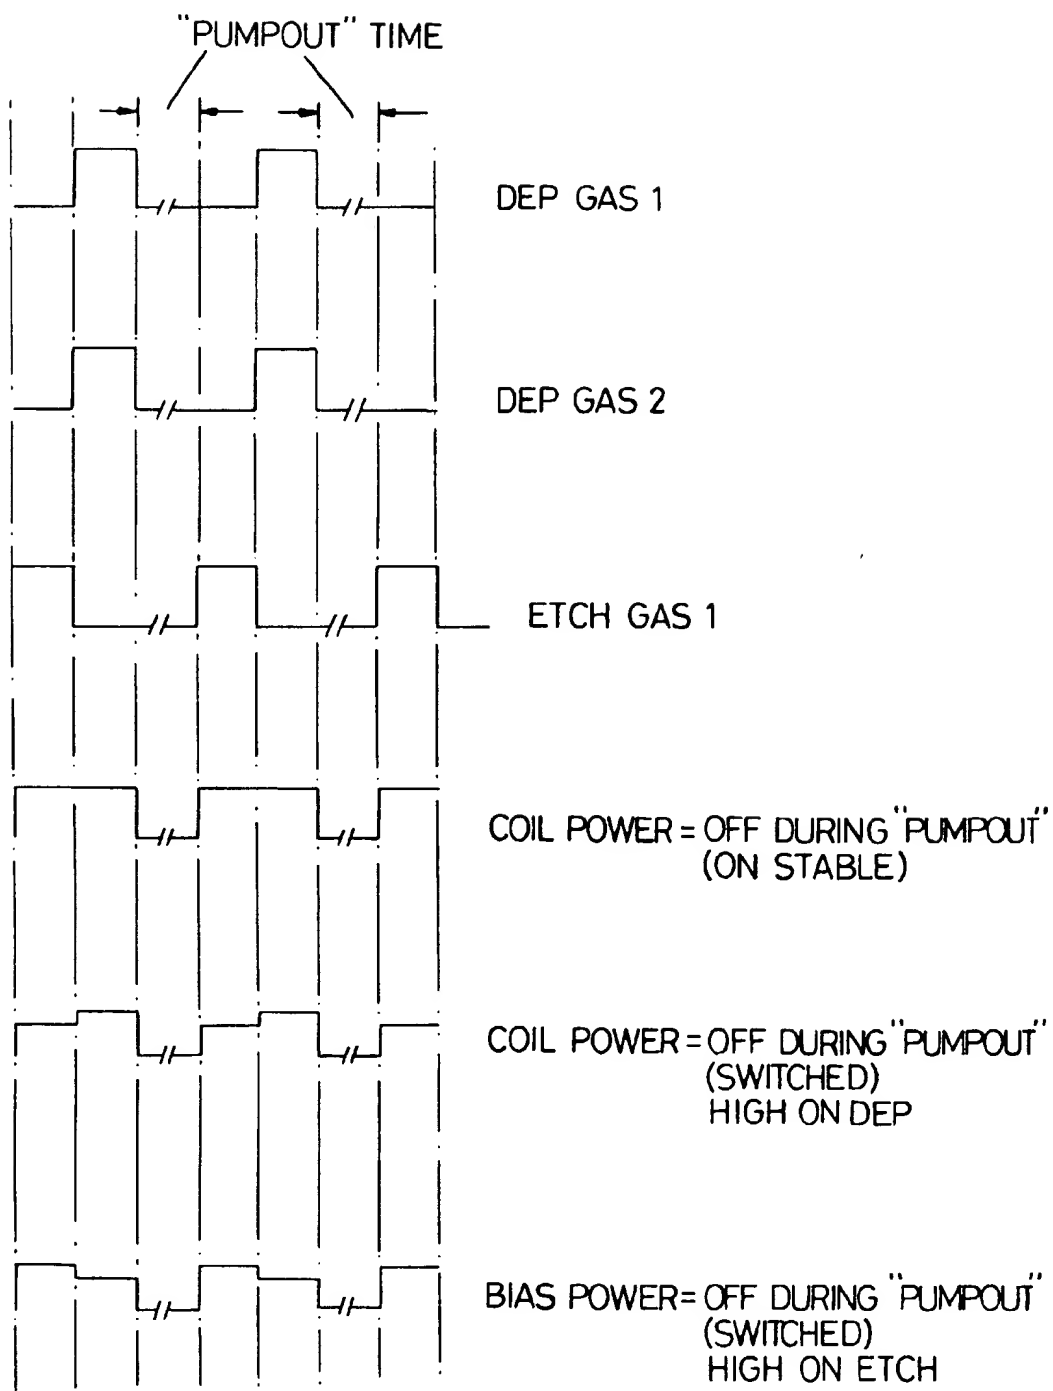 "PUMPOUT" TIME
DEP GAS 1
DEP GAS 2
ETCH GAS 1
COIL POWER = OFF DURING "PUMPOUT"
(ON STABLE)
COIL POWER = OFF DURING "PUMPOUT"
(SWITCHED)
HIGH ON DEP
BIAS POWER = OFF DURING "PUMPOUT"
(SWITCHED)
HIGH ON ETCH